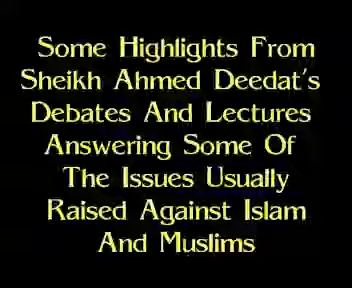 Some Highlights From
Sheikh Ahmed Deedat's
Debates And Lectures
Answering Some Of
The Issues Usually
Raised Against Islam
And Muslims